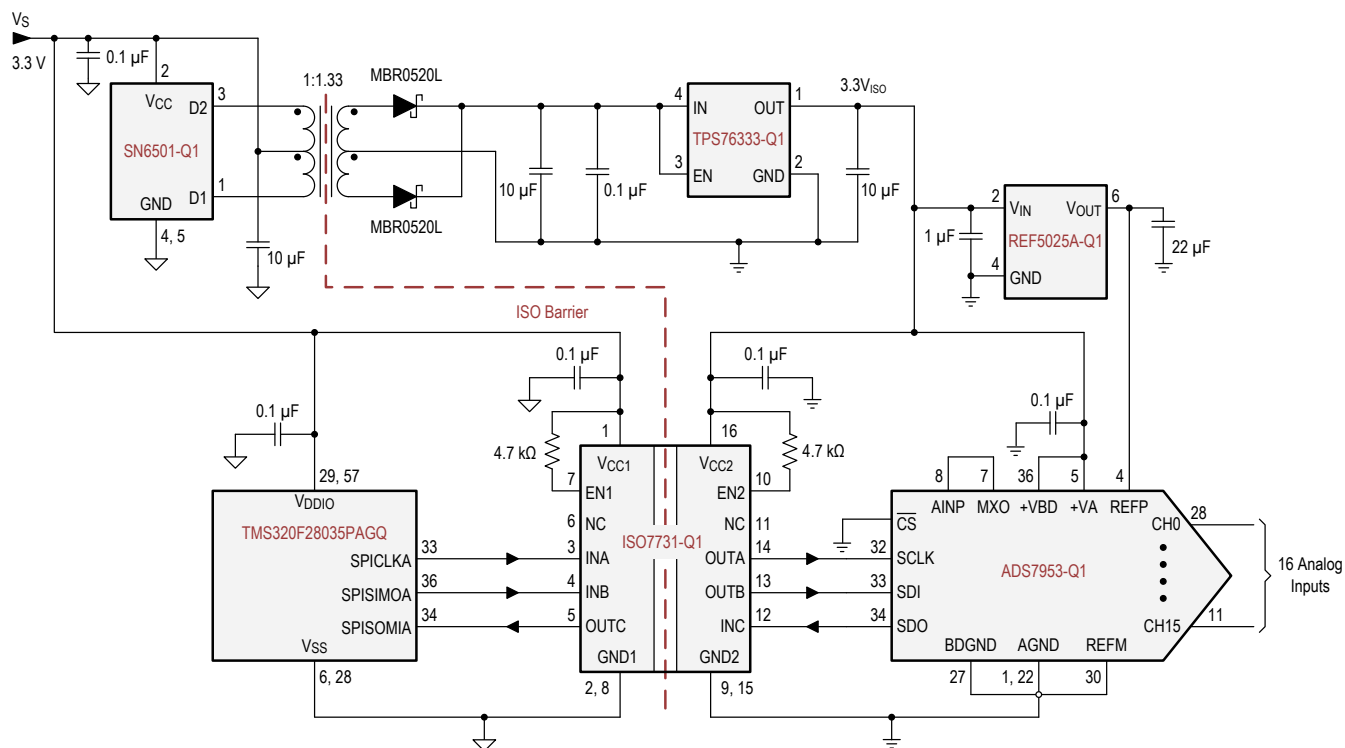 VS
3.3 V
0.1 µF
2
VCC
D2
3
SN6501-Q1
D1
1
GND
4, 5
10 µF
1:1.33
MBR0520L
MBR0520L
10 µF
0.1 µF
4
IN
OUT
1
TPS76333-Q1
3
EN
GND
2
3.3VISO
10 µF
2
VIN
VOUT
6
1 µF
REF5025A-Q1
22 µF
4
GND
ISO Barrier
0.1 µF
0.1 µF
0.1 µF
0.1 µF
4.7 kΩ
1
16
4.7 kΩ
29, 57
VDDIO
TMS320F28035PAGQ
SPICLKA
33
SPISIMOA
36
SPISOMIA
34
VSS
6, 28
VCC1
VCC2
7
EN1
EN2
10
6
NC
NC
11
ISO7731-Q1
3
INA
OUTA
14
4
INB
OUTB
13
5
OUTC
INC
12
GND1
GND2
2, 8
9, 15
8
7
36
5
4
AINP
MXO
+VBD
+VA
REFP
28
CS
CH0
32
SCLK
ADS7953-Q1
33
SDI
34
SDO
CH15
11
16 Analog
Inputs
BDGND
AGND
REFM
27
1, 22
30